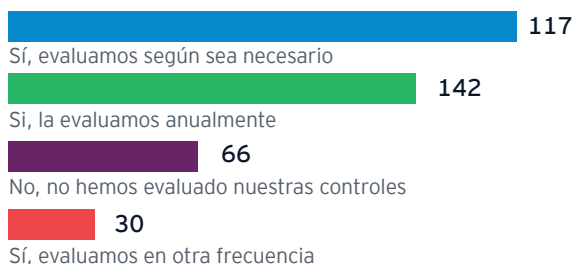 117
Sí, evaluamos según sea necesario
142
Si, la evaluamos anualmente
66
No, no hemos evaluado nuestras controles
30
Sí, evaluamos en otra frecuencia